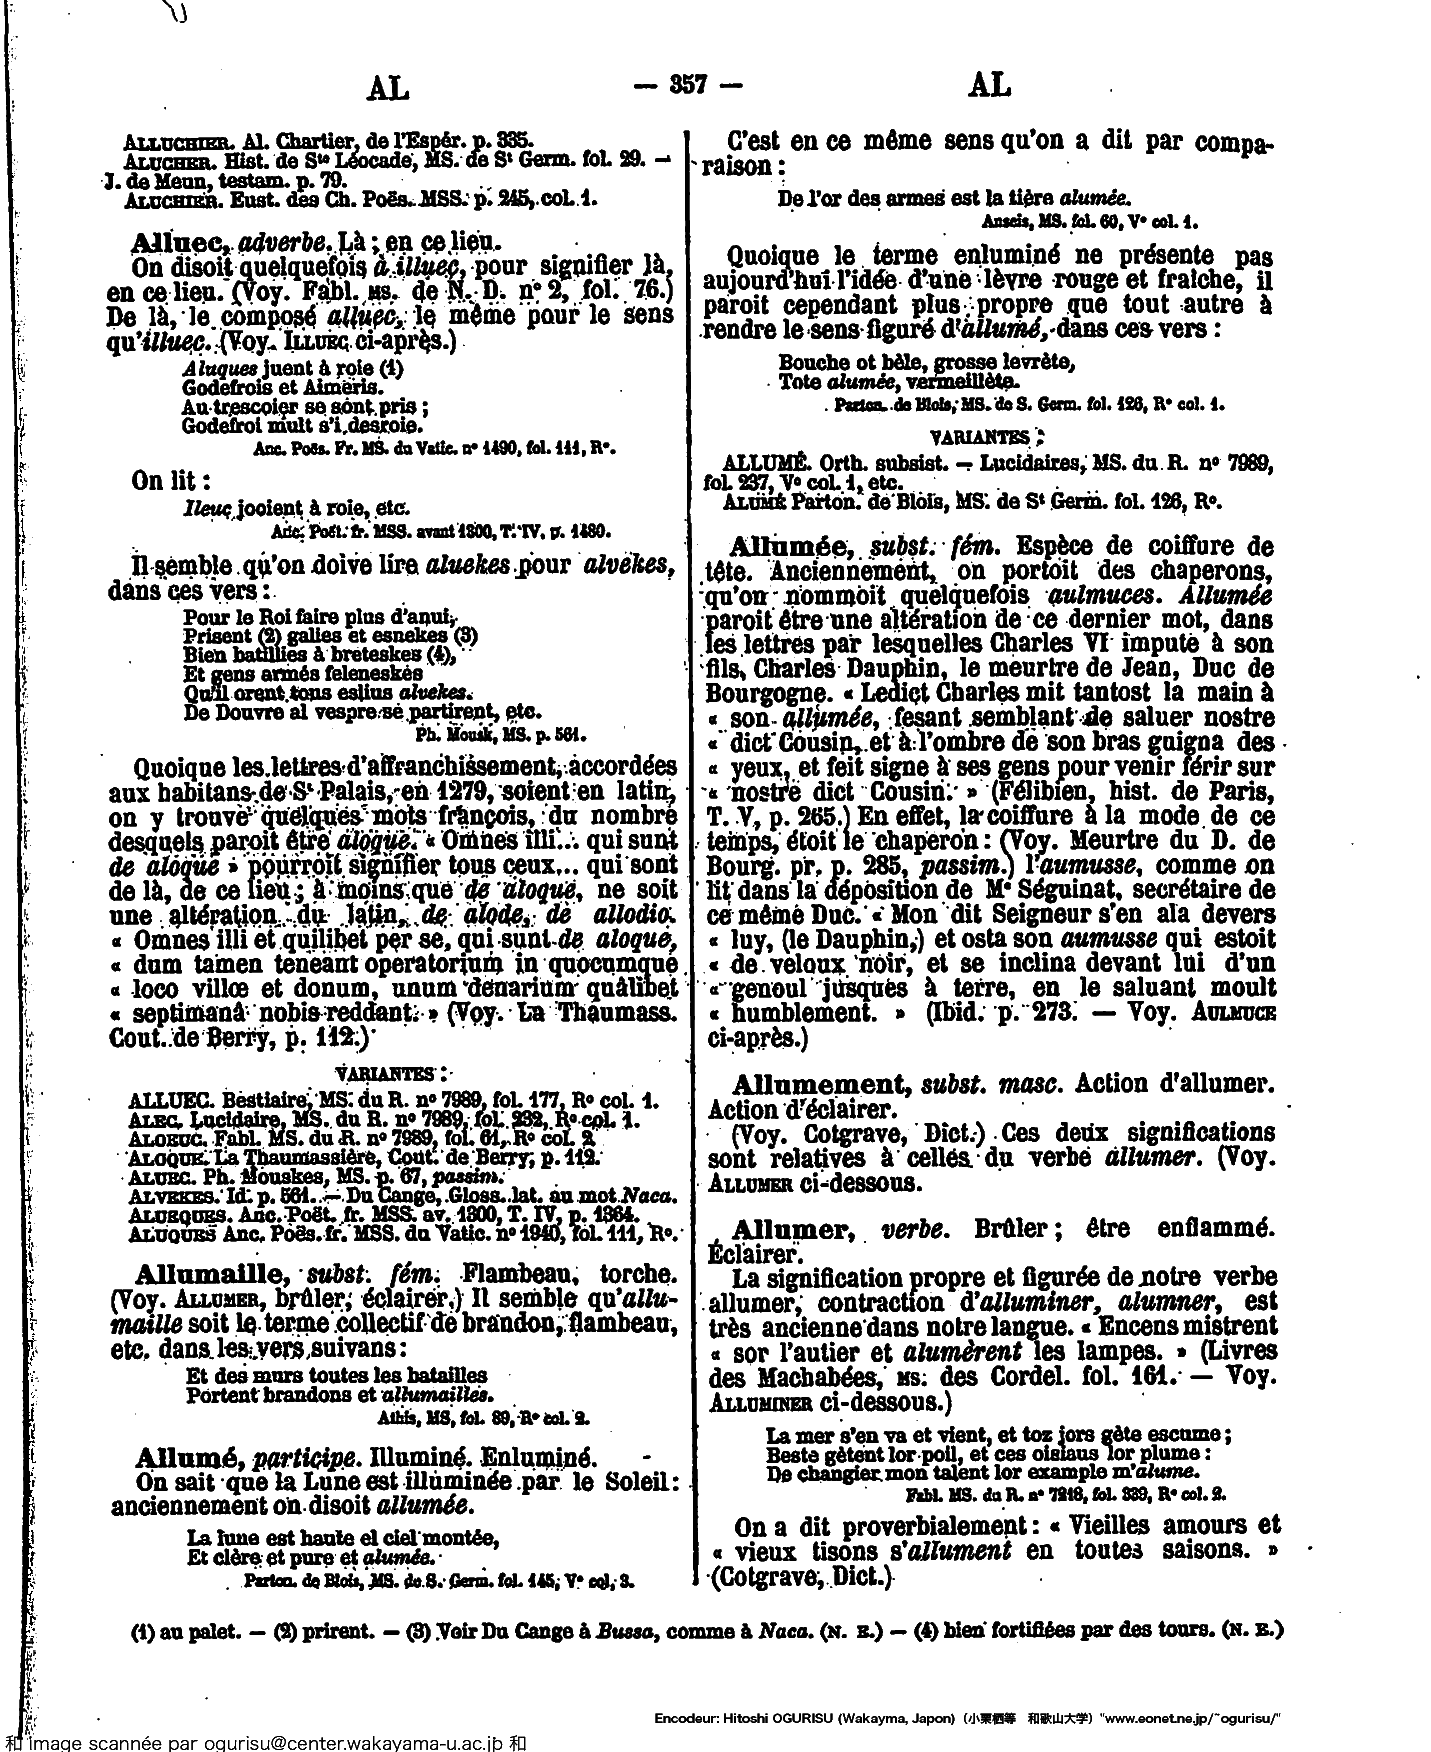 AL — 357 — AL
ALLUCHIER. Al. Chartier, de l'Espér. p. 335.
ALUCHER. Hist. de Ste Léocade, MS. de St Germ. fol. 29. —
J. de Meun, testam. p. 79.
ALUCHIER. Eust. des Ch. Poës. MSS. p. 245, col. 1.
Alluec, adverbe. Là ; en ce lieu.
On disoit quelquefois à illuec, pour signifier là,
en ce lieu. (Voy. Fabl. MS. de N. D. n° 2, fol. 76.)
De là, le composé alluec, le même pour le sens
qu'illuec. (Voy. ILLUEC ci-après.)
Aluques juent à roie (1)
Godefrois et Aimeris.
Au trescoier se sont pris ;
Godefroi mult s'i desroie.
Anc. Poës. Fr. MS. du Vatic. n° 1490, fol. 111, R°.
On lit :
Ileuc jooient à roie, etc.
Anc. Poët. fr. MSS. avant 1300, T. IV, p. 1480.
Il semble qu'on doive lire aluekes pour alvekes,
dans ces vers :
Pour le Roi faire plus d'anui,
Prisent (2) galies et esnekes (3)
Bien batillies à breteskes (4),
Et gens armés feleneskes
Qu'il orent tous eslius alvekes.
De Douvre al vespre se partirent, etc.
Ph. Mousk, MS. p. 561.
Quoique les lettres d'affranchissement, accordées
aux habitans de St Palais, en 1279, soient en latin,
on y trouve quelques mots françois, du nombre
desquels paroit être aloque. « Omnes illi... qui sunt
de aloque » pourroit signifier tous ceux... qui sont
de là, de ce lieu ; à moins que de aloque, ne soit
une altération du latin, de alode, de allodio.
« Omnes illi et quilibet per se, qui sunt de aloque,
« dum tamen teneant operatorium in quocumque
« loco villœ et donum, unum denarium quâlibet
« septimanâ nobis reddant. » (Voy. La Thaumass.
Cout. de Berry, p. 112.)
VARIANTES :
ALLUEC. Bestiaire, MS. du R. n° 7989, fol. 177, R° col. 1.
ALEC. Lucidaire, MS. du R. n° 7989, fol. 232, R° col. 1.
ALOEUC. Fabl. MS. du R. n° 7989, fol. 61, R° col. 2
ALOQUE. La Thaumassière, Cout. de Berry, p. 112.
ALUEC. Ph. Mouskes, MS. p. 67, passim.
ALVEKES. Id. p. 561. — Du Cange, Gloss. lat. au mot Naca.
ALUEQUES. Anc. Poët. fr. MSS. av. 1300, T. IV, p. 1364.
ALUQUES Anc. Poës. fr. MSS. du Vatic. n° 1940, fol. 111, R°.
Allumaille, subst. fém. Flambeau, torche.
(Voy. ALLUMER, brûler, éclairer.) Il semble qu'allu-
maille soit le terme collectif de brandon, flambeau,
etc. dans les vers suivans :
Et des murs toutes les batailles
Portent brandons et allumailles.
Athis, MS, fol. 89, R° col. 2.
Allumé, participe. Illuminé. Enluminé.
On sait que la Lune est illuminée par le Soleil :
anciennement on disoit allumée.
La lune est haute el ciel montée,
Et clère et pure et alumée.
Parton. de Blois, MS. de S. Germ. fol. 145, V° col. 3.
C'est en ce même sens qu'on a dit par compa-
raison :
De l'or des armes est la tière alumée.
Anseis, MS. fol. 60, V° col. 1.
Quoique le terme enluminé ne présente pas
aujourd'hui l'idée d'une lèvre rouge et fraiche, il
paroit cependant plus propre que tout autre à
rendre le sens figuré d'allumé, dans ces vers :
Bouche ot bèle, grosse levrète,
Tote alumée, vermeillète.
Parton. de Blois, MS. de S. Germ. fol. 126, R° col. 1.
VARIANTES :
ALLUMÉ. Orth. subsist. — Lucidaires, MS. du R. n° 7989,
fol. 237, V° col. 1, etc.
ALUMÉ Parton. de Blois, MS. de St Germ. fol. 126, R°.
Allumée, subst. fém. Espèce de coiffure de
tête. Anciennement, on portoit des chaperons,
qu'on nommoit quelquefois aulmuces. Allumée
paroit être une altération de ce dernier mot, dans
les lettres par lesquelles Charles VI impute à son
fils, Charles Dauphin, le meurtre de Jean, Duc de
Bourgogne. « Ledict Charles mit tantost la main à
« son allumée, fesant semblant de saluer nostre
« dict Cousin, et à l'ombre de son bras guigna des
« yeux, et feit signe à ses gens pour venir férir sur
« nostre dict Cousin. » (Félibien, hist. de Paris,
T. V, p. 265.) En effet, la coiffure à la mode de ce
temps, étoit le chaperon : (Voy. Meurtre du D. de
Bourg. pr. p. 285, passim.) l'aumusse, comme on
lit dans la déposition de Me Séguinat, secrétaire de
ce même Duc. « Mon dit Seigneur s'en ala devers
« luy, (le Dauphin,) et osta son aumusse qui estoit
« de veloux noir, et se inclina devant lui d'un
« genoul jusques à terre, en le saluant moult
« humblement. » (Ibid. p. 273. — Voy. AULMUCE
ci-après.)
Allumement, subst. masc. Action d'allumer.
Action d'éclairer.
(Voy. Cotgrave, Dict.) Ces deux significations
sont relatives à celles du verbe allumer. (Voy.
ALLUMER ci-dessous.
Allumer, verbe. Brûler ; être enflammé.
Éclairer.
La signification propre et figurée de notre verbe
allumer, contraction d'alluminer, alumner, est
très ancienne dans notre langue. « Encens mistrent
« sor l'autier et alumèrent les lampes. » (Livres
des Machabées, MS. des Cordel. fol. 161. — Voy.
ALLUMINER ci-dessous.)
La mer s'en va et vient, et toz jors gète escume ;
Beste gètent lor poil, et ces oisiaus lor plume :
De changier mon talent lor example m'alume.
Fabl. MS. du R. n° 7218, fol. 339, R° col. 2.
On a dit proverbialement : « Vieilles amours et
« vieux tisons s'allument en toutes saisons. »
(Cotgrave, Dict.)
(1) au palet. — (2) prirent. — (3) Voir Du Cange à Bussa, comme à Naca. (N. E.) — (4) bien fortifiées par des tours. (N. E.)
Encodeur: Hitoshi OGURISU (Wakayma, Japon) (小栗栖等 和歌山大学) "www.eonet.ne.jp/~ogurisu/"
和 image scannée par ogurisu@center.wakayama-u.ac.jp 和